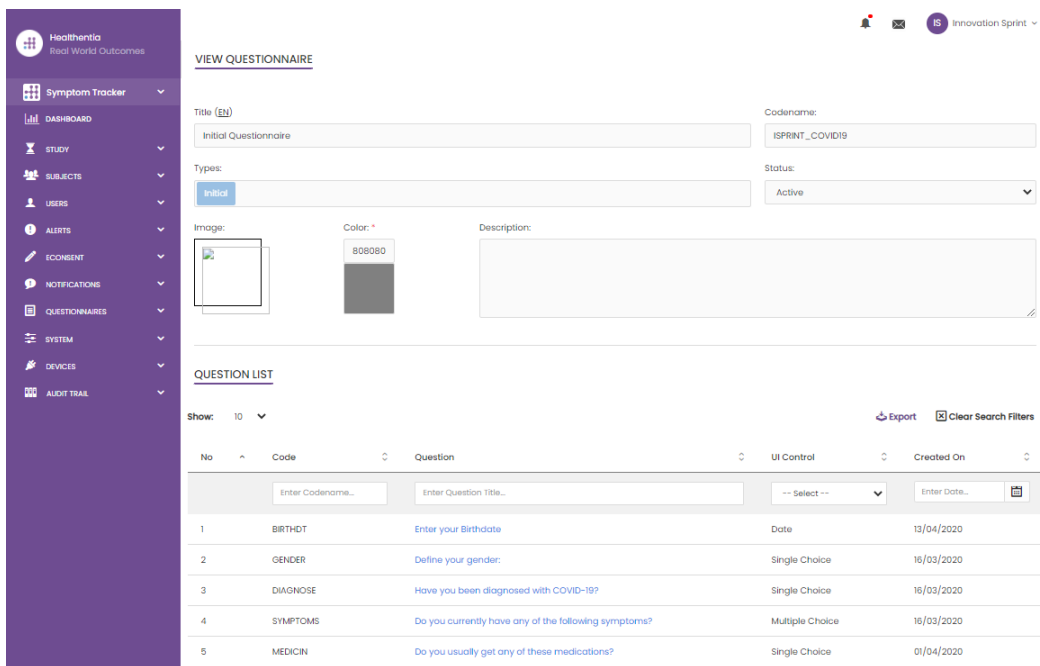 Healthentia
Real World Outcomes
IS Innovation Sprint
VIEW QUESTIONNAIRE
Symptom Tracker
DASHBOARD
STUDY
SUBJECTS
USERS
ALERTS
ECONSENT
NOTIFICATIONS
QUESTIONNAIRES
SYSTEM
DEVICES
AUDIT TRAIL
Title (EN) Codename:
Initial Questionnaire ISPRINT_COVID19
Types: Status:
Initial Active
Image: Color: * Description:
808080
QUESTION LIST
Show: 10 Export Clear Search Filters
No Code Question UI Control Created On
Enter Codename... Enter Question Title... -- Select -- Enter Date...
1 BIRTHDT Enter your Birthdate Date 13/04/2020
2 GENDER Define your gender: Single Choice 16/03/2020
3 DIAGNOSE Have you been diagnosed with COVID-19? Single Choice 16/03/2020
4 SYMPTOMS Do you currently have any of the following symptoms? Multiple Choice 16/03/2020
5 MEDICIN Do you usually get any of these medications? Single Choice 01/04/2020